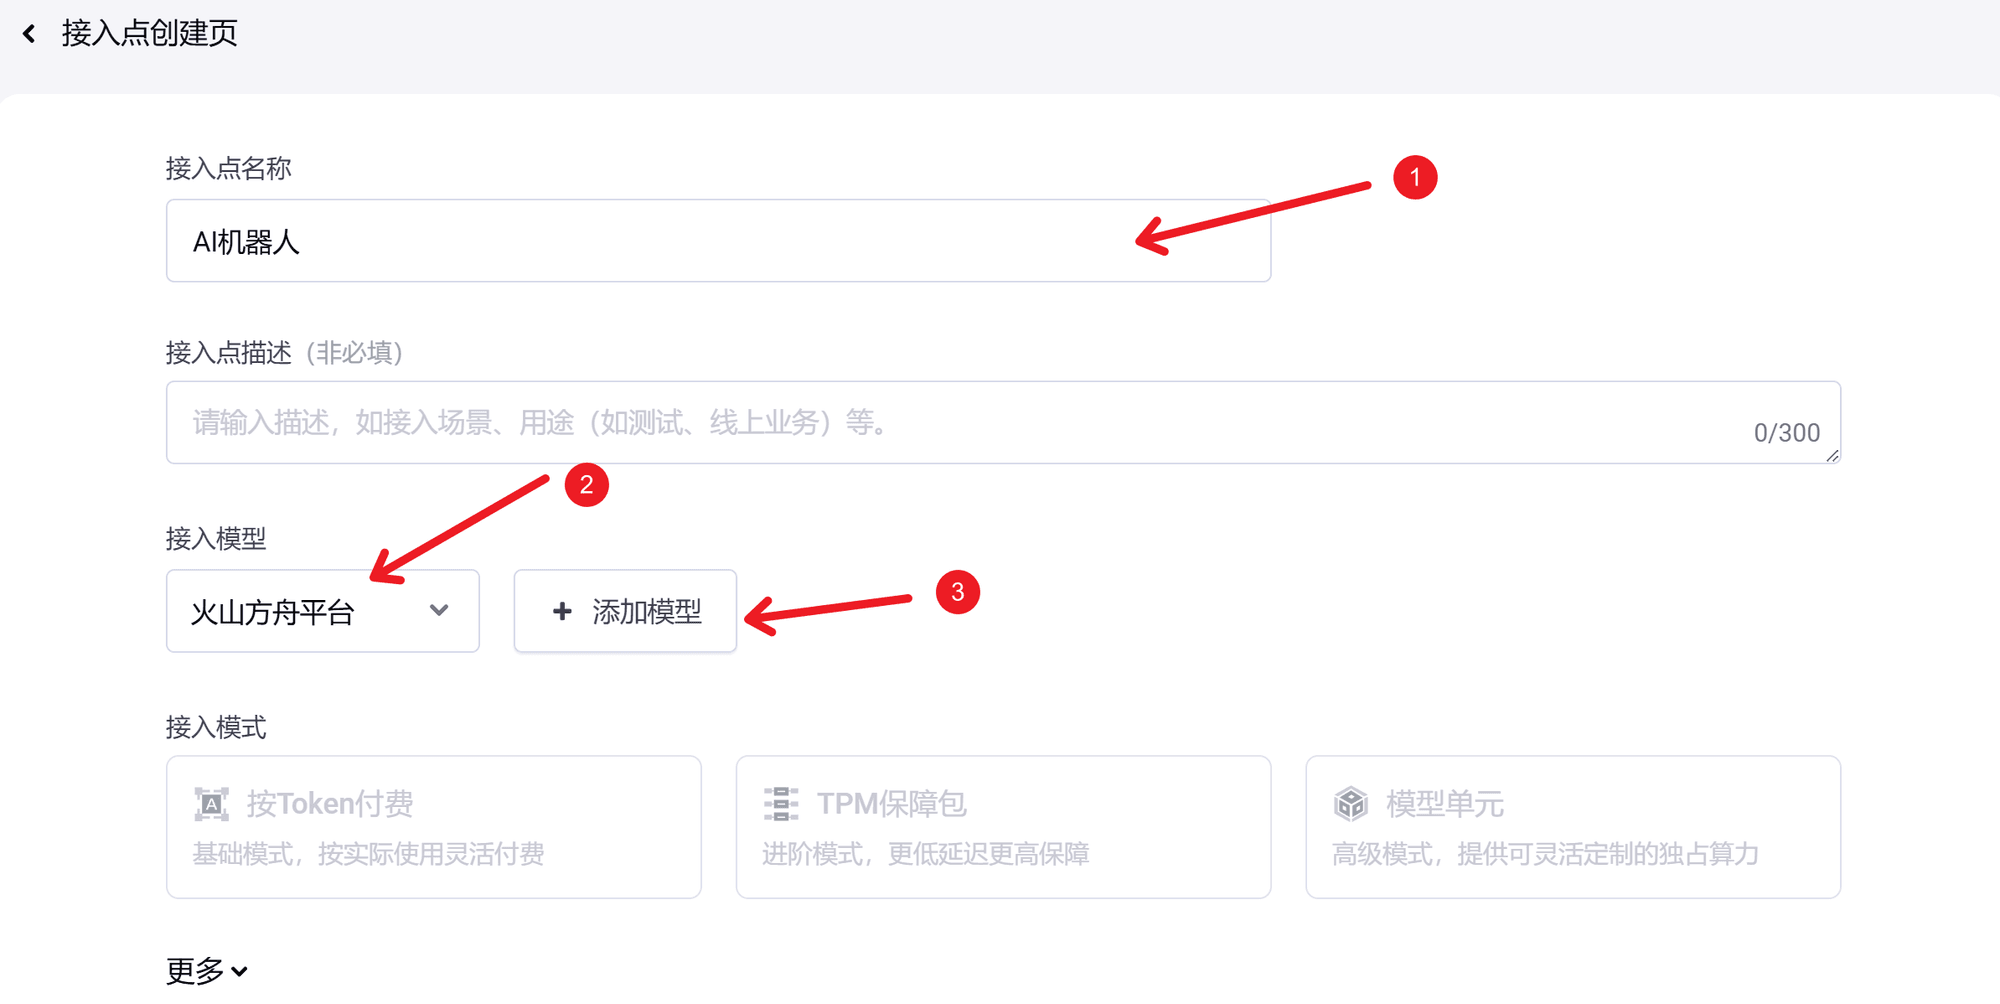 接入点创建页
接入点名称
1
AI机器人
接入点描述（非必填）
请输入描述，如接入场景、用途（如测试、线上业务）等。
0/300
2
接入模型
火山方舟平台
+ 添加模型
3
接入模式
按Token付费
基础模式，按实际使用灵活付费
TPM保障包
进阶模式，更低延迟更高保障
模型单元
高级模式，提供可灵活定制的独占算力
更多